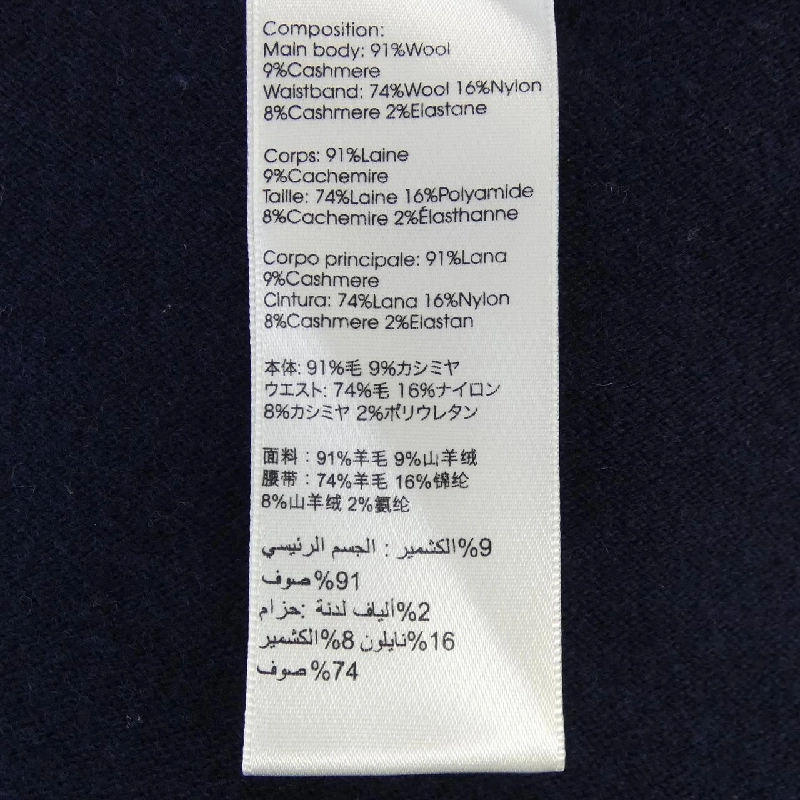 Composition:
Main body: 91%Wool
9%Cashmere
Waistband: 74%Wool 16%Nylon
8%Cashmere 2%Elastane
Corps: 91%Laine
9%Cachemire
Taille: 74%Laine 16%Polyamide
8%Cachemire 2%Élasthanne
Corpo principale: 91%Lana
9%Cashmere
Cintura: 74%Lana 16%Nylon
8%Cashmere 2%Elastan
本体: 91%毛 9%カシミヤ
ウエスト: 74%毛 16%ナイロン
8%カシミヤ 2%ポリウレタン
面料：91%羊毛 9%山羊绒
腰带：74%羊毛 16%锦纶
8%山羊绒 2%氨纶
9%الكشمير : الجسم الرئيسي
91%صوف
2%ألياف لدنة :حزام
16%نايلون 8%الكشمير
74%صوف